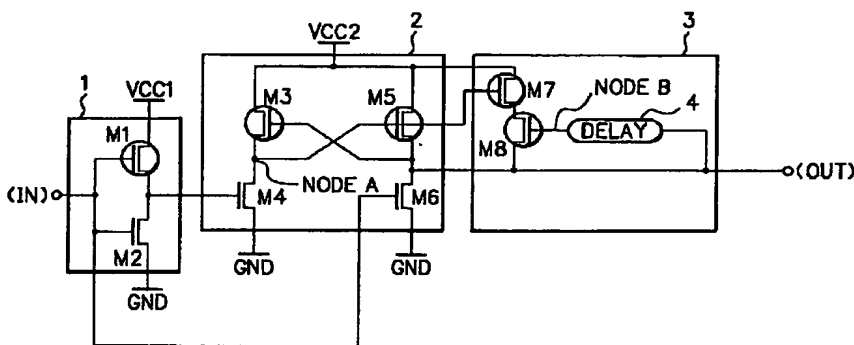 1
VCC1
M1
(IN)
M2
GND
2
VCC2
M3
M5
M4
NODE A
M6
GND
GND
3
M7
NODE B
4
M8
DELAY
(OUT)